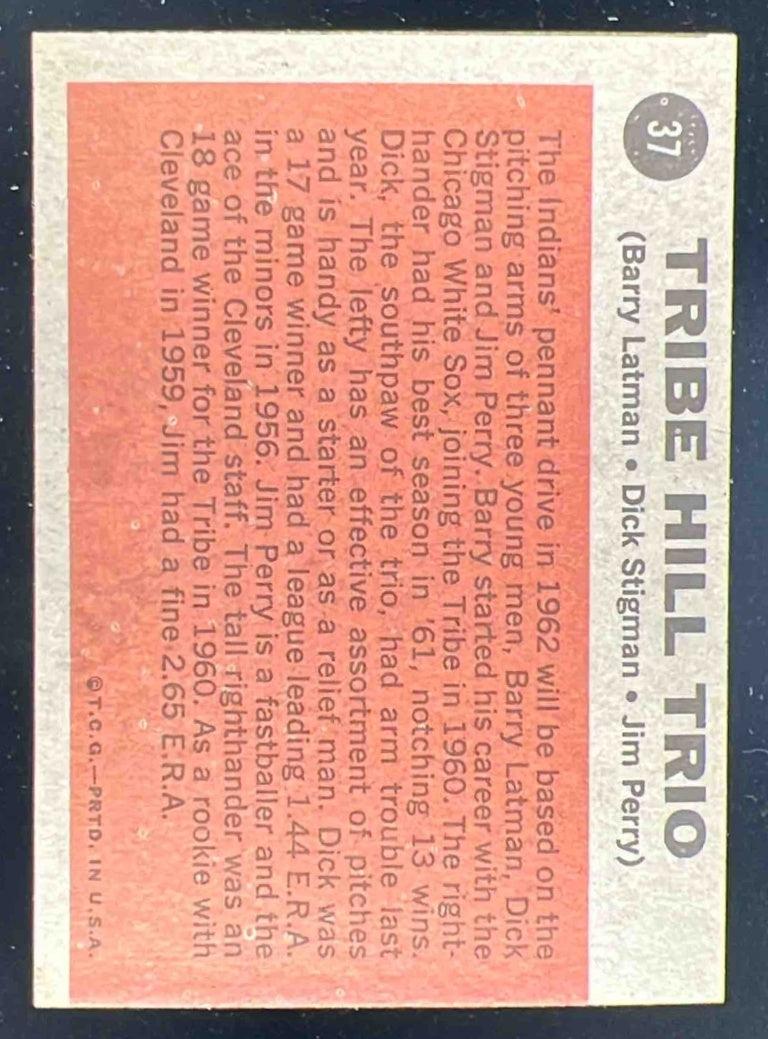 37
TRIBE HILL TRIO
(Barry Latman • Dick Stigman • Jim Perry)
The Indians' pennant drive in 1962 will be based on the
pitching arms of three young men, Barry Latman, Dick
Stigman and Jim Perry. Barry started his career with the
Chicago White Sox, joining the Tribe in 1960. The right-
hander had his best season in '61, notching 13 wins.
Dick, the southpaw of the trio, had arm trouble last
year. The lefty has an effective assortment of pitches
and is handy as a starter or as a relief man. Dick was
a 17 game winner and had a league leading 1.44 E.R.A.
in the minors in 1956. Jim Perry is a fastballer and the
ace of the Cleveland staff. The tall righthander was an
18 game winner for the Tribe in 1960. As a rookie with
Cleveland in 1959, Jim had a fine 2.65 E.R.A.
©T.C.G.—PRTD. IN U.S.A.